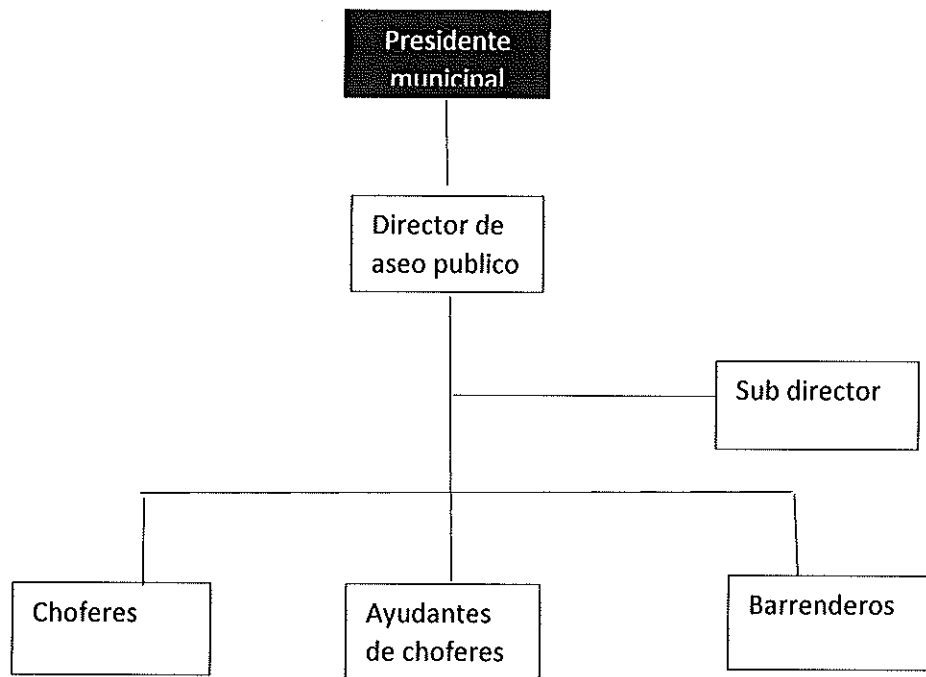 Presidente
municipal
Director de
aseo publico
Sub director
Choferes
Ayudantes
de choferes
Barrenderos